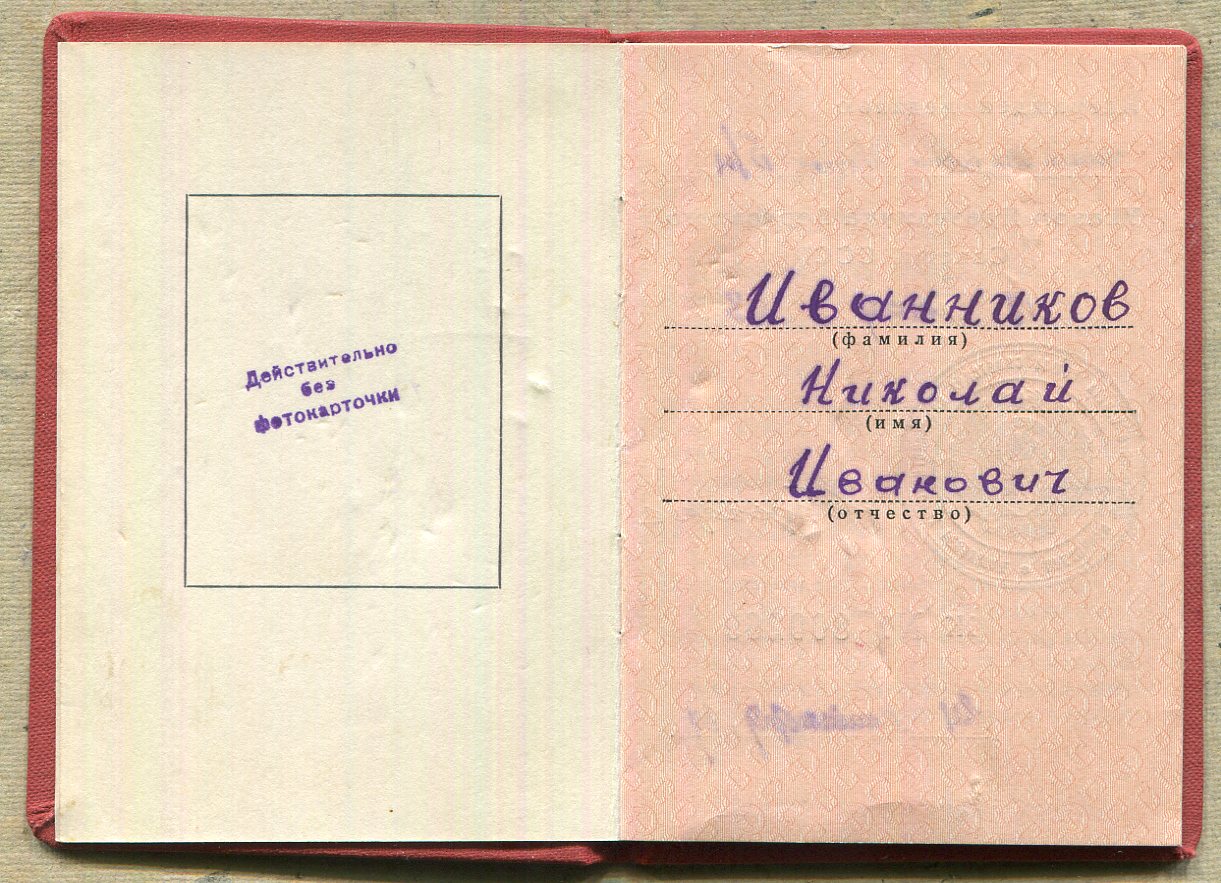 Действительно
без
фотокарточки
Иванников
(фамилия)
Николай
(имя)
Иванович
(отчество)